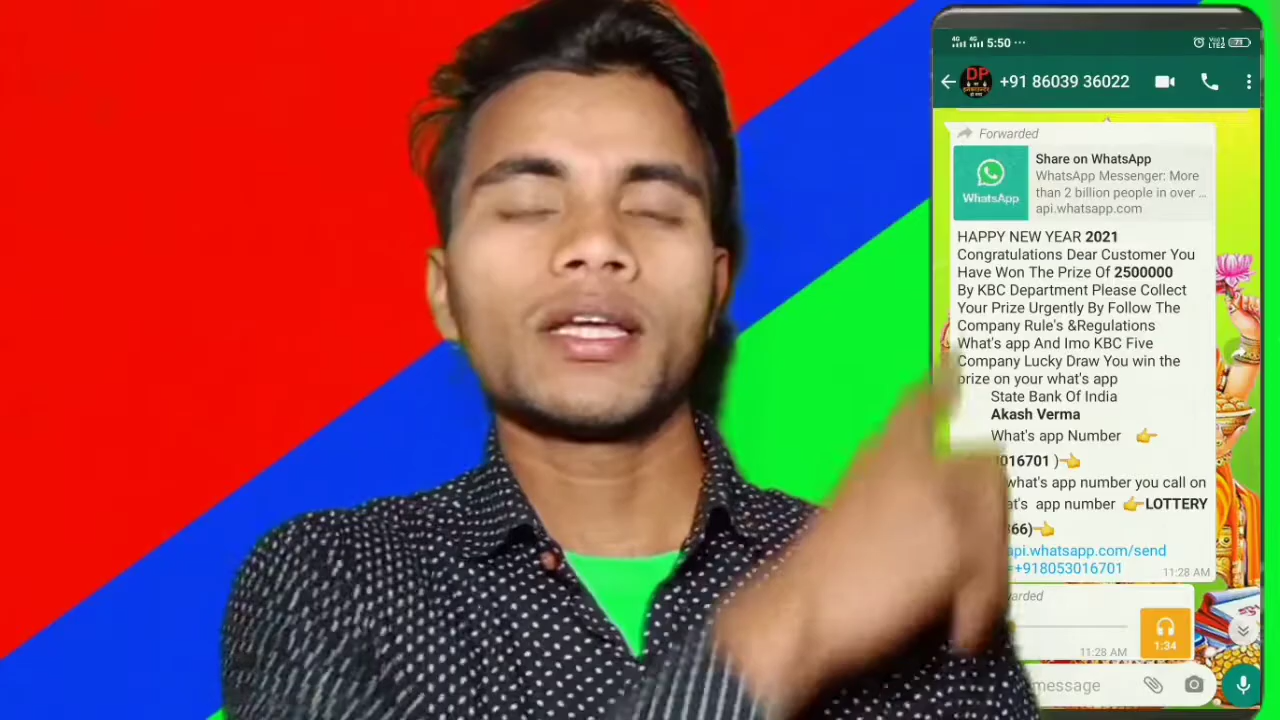 4G 4G 5:50 ...
+91 86039 36022
DP
Forwarded
Share on WhatsApp
WhatsApp Messenger: More
than 2 billion people in over ...
api.whatsapp.com
WhatsApp
HAPPY NEW YEAR 2021
Congratulations Dear Customer You
Have Won The Prize Of 2500000
By KBC Department Please Collect
Your Prize Urgently By Follow The
Company Rule's &Regulations
What's app And Imo KBC Five
Company Lucky Draw You win the
prize on your what's app
State Bank Of India
Akash Verma
What's app Number 👉
016701 )👈
what's app number you call on
at's app number 👉LOTTERY
66)👈
api.whatsapp.com/send
=+918053016701
11:28 AM
warded
1:34
11:28 AM
message